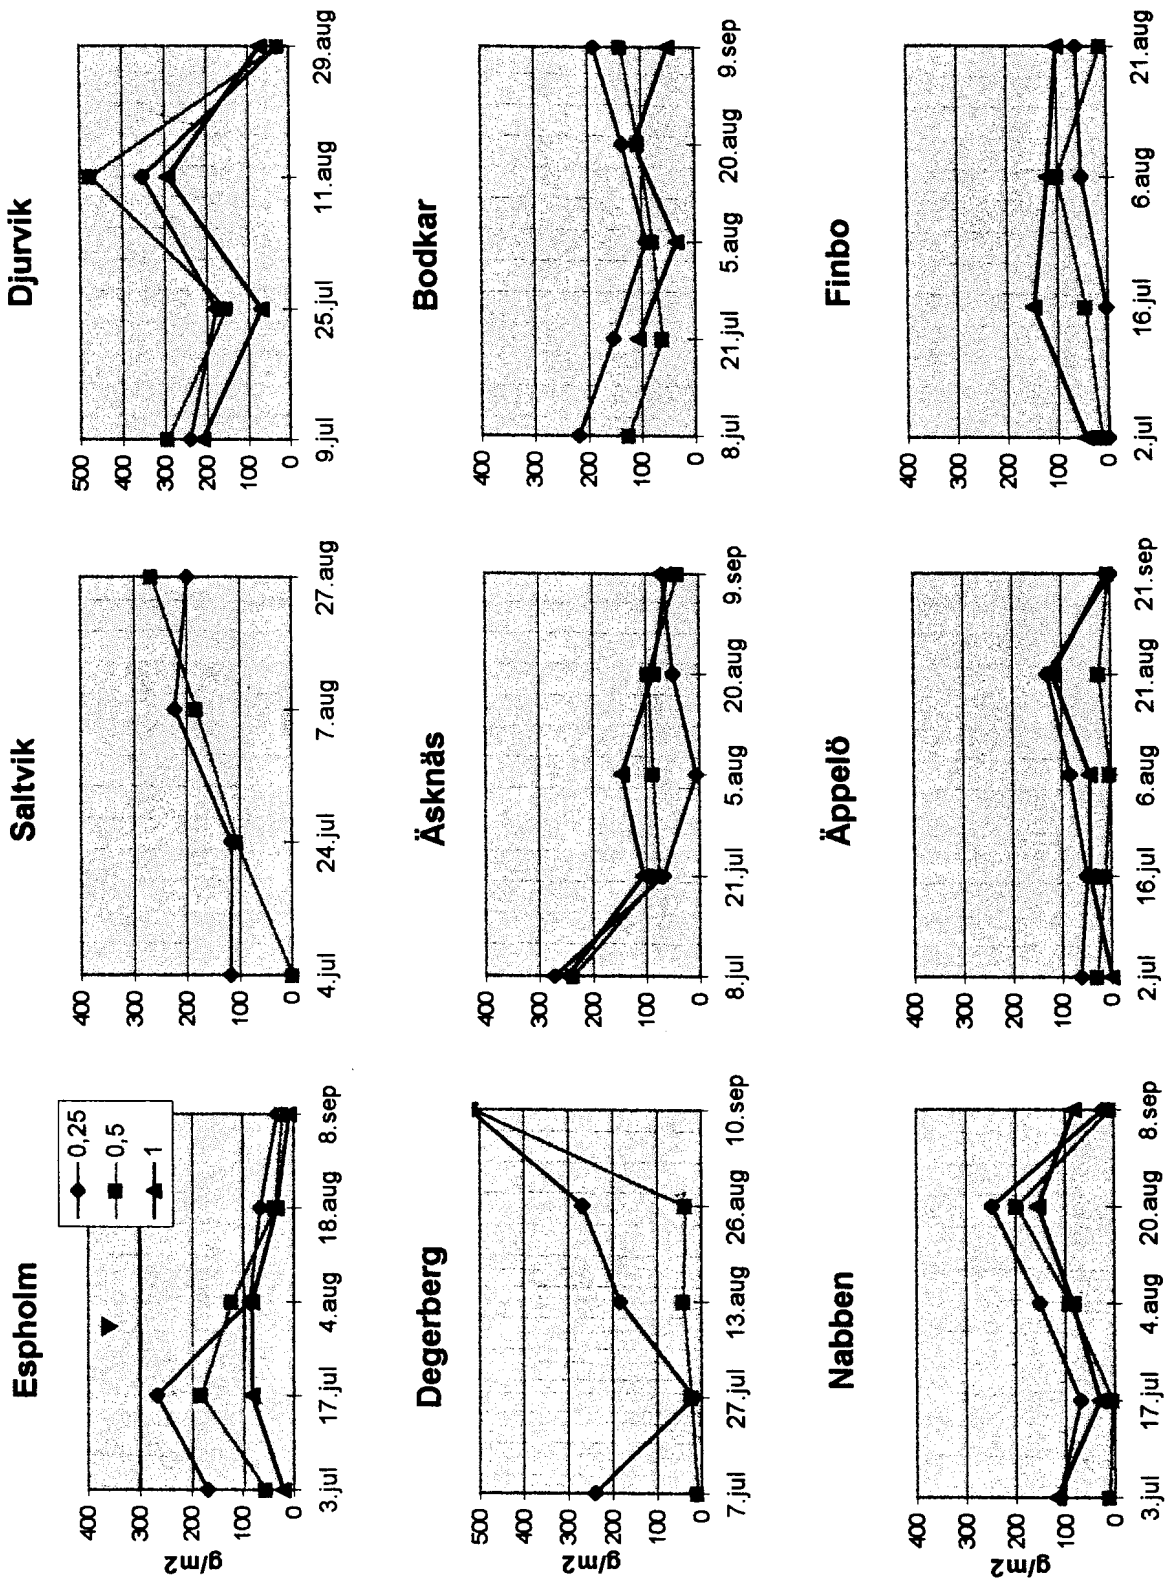 Espholm
g/m2
400
300
200
100
0
3.jul 17.jul 4.aug 18.aug 8.sep
0,25
0,5
1
Saltvik
400
300
200
100
0
4.jul 24.jul 7.aug 27.aug
Djurvik
500
400
300
200
100
0
9.jul 25.jul 11.aug 29.aug
Degerberg
g/m2
500
400
300
200
100
0
7.jul 27.jul 13.aug 26.aug 10.sep
Äsknäs
400
300
200
100
0
8.jul 21.jul 5.aug 20.aug 9.sep
Bodkar
400
300
200
100
0
8.jul 21.jul 5.aug 20.aug 9.sep
Nabben
g/m2
400
300
200
100
0
3.jul 17.jul 4.aug 20.aug 8.sep
Äppelö
400
300
200
100
0
2.jul 16.jul 6.aug 21.aug 21.sep
Finbo
400
300
200
100
0
2.jul 16.jul 6.aug 21.aug